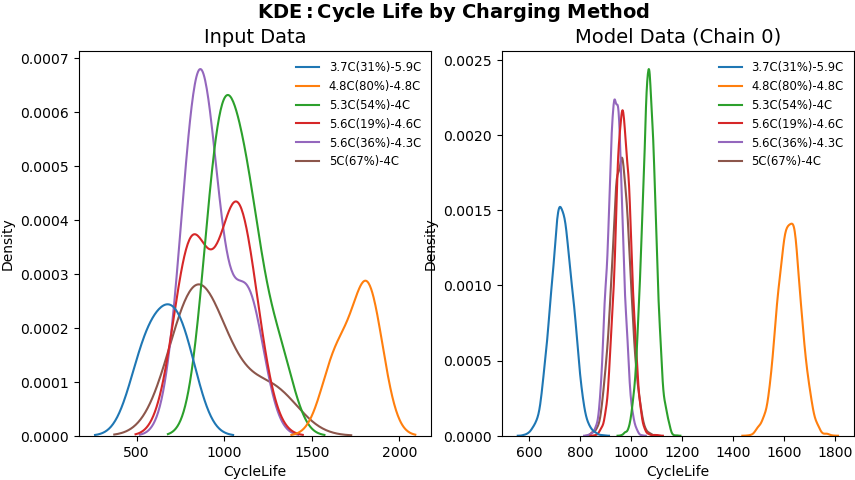 KDE: Cycle Life by Charging Method
Input Data
Density
0.0007
0.0006
0.0005
0.0004
0.0003
0.0002
0.0001
0.0000
3.7C(31%)-5.9C
4.8C(80%)-4.8C
5.3C(54%)-4C
5.6C(19%)-4.6C
5.6C(36%)-4.3C
5C(67%)-4C
500 1000 1500 2000
CycleLife
Model Data (Chain 0)
Density
0.0025
0.0020
0.0015
0.0010
0.0005
0.0000
3.7C(31%)-5.9C
4.8C(80%)-4.8C
5.3C(54%)-4C
5.6C(19%)-4.6C
5.6C(36%)-4.3C
5C(67%)-4C
600 800 1000 1200 1400 1600 1800
CycleLife